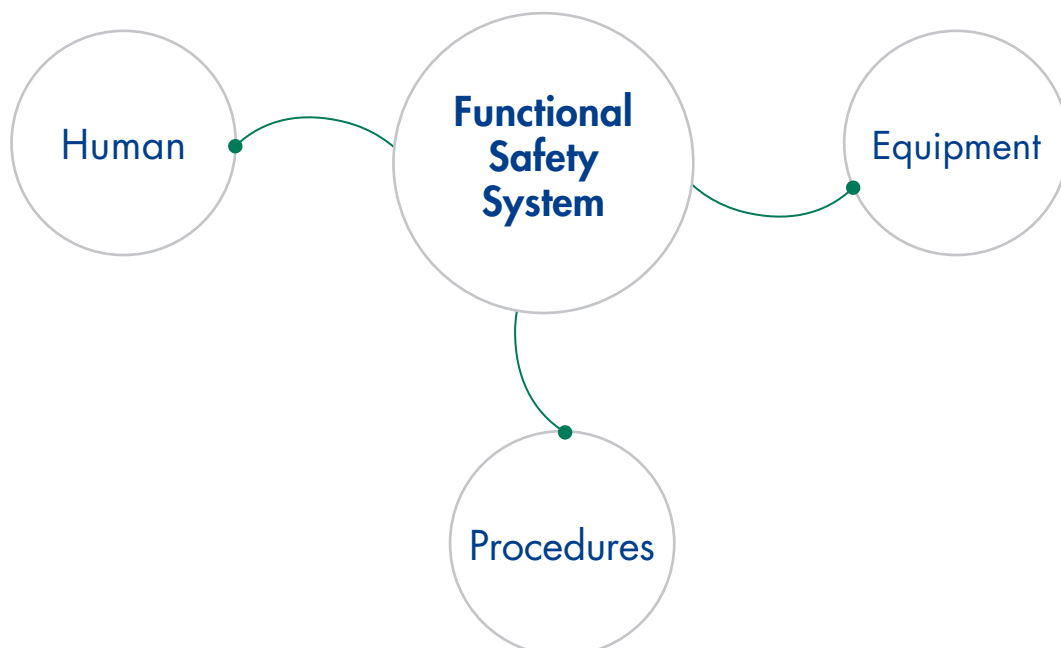 Human
Functional
Safety
System
Equipment
Procedures